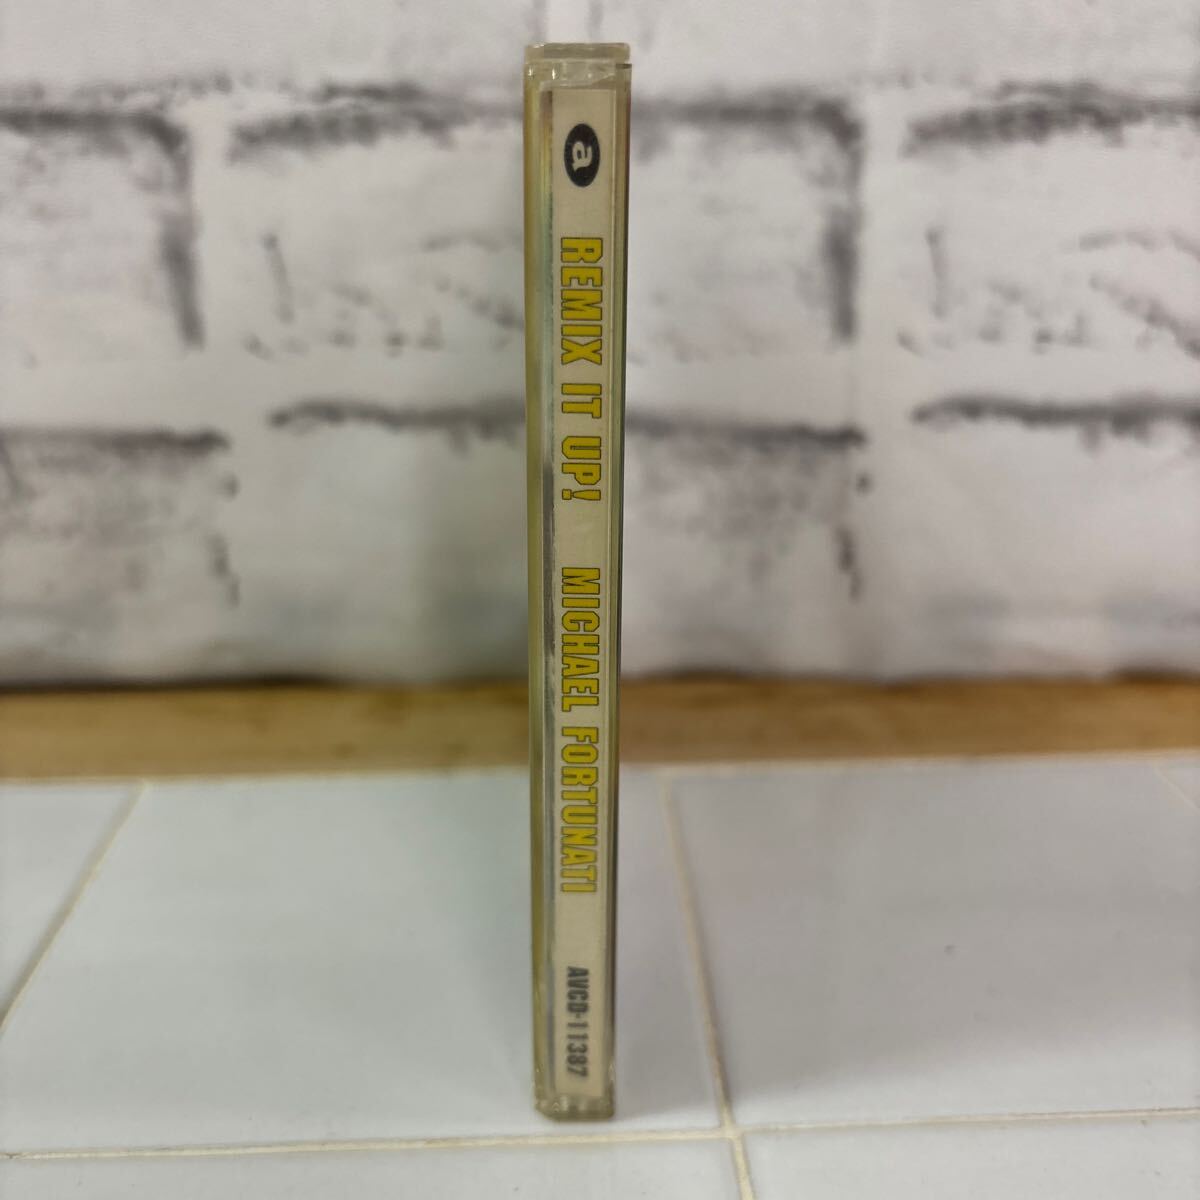 a REMIX IT UP! MICHAEL FORTUNATI AVCD-11387